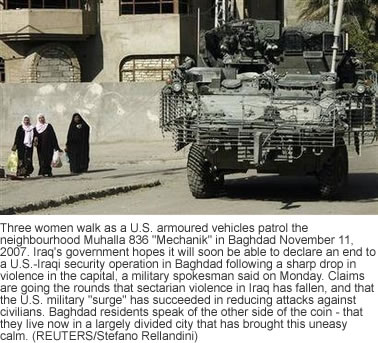 Three women walk as a U.S. armoured vehicles patrol the
neighbourhood Muhalla 836 "Mechanik" in Baghdad November 11,
2007. Iraq's government hopes it will soon be able to declare an end to
a U.S.-Iraqi security operation in Baghdad following a sharp drop in
violence in the capital, a military spokesman said on Monday. Claims
are going the rounds that sectarian violence in Iraq has fallen, and that
the U.S. military "surge" has succeeded in reducing attacks against
civilians. Baghdad residents speak of the other side of the coin - that
they live now in a largely divided city that has brought this uneasy
calm. (REUTERS/Stefano Rellandini)